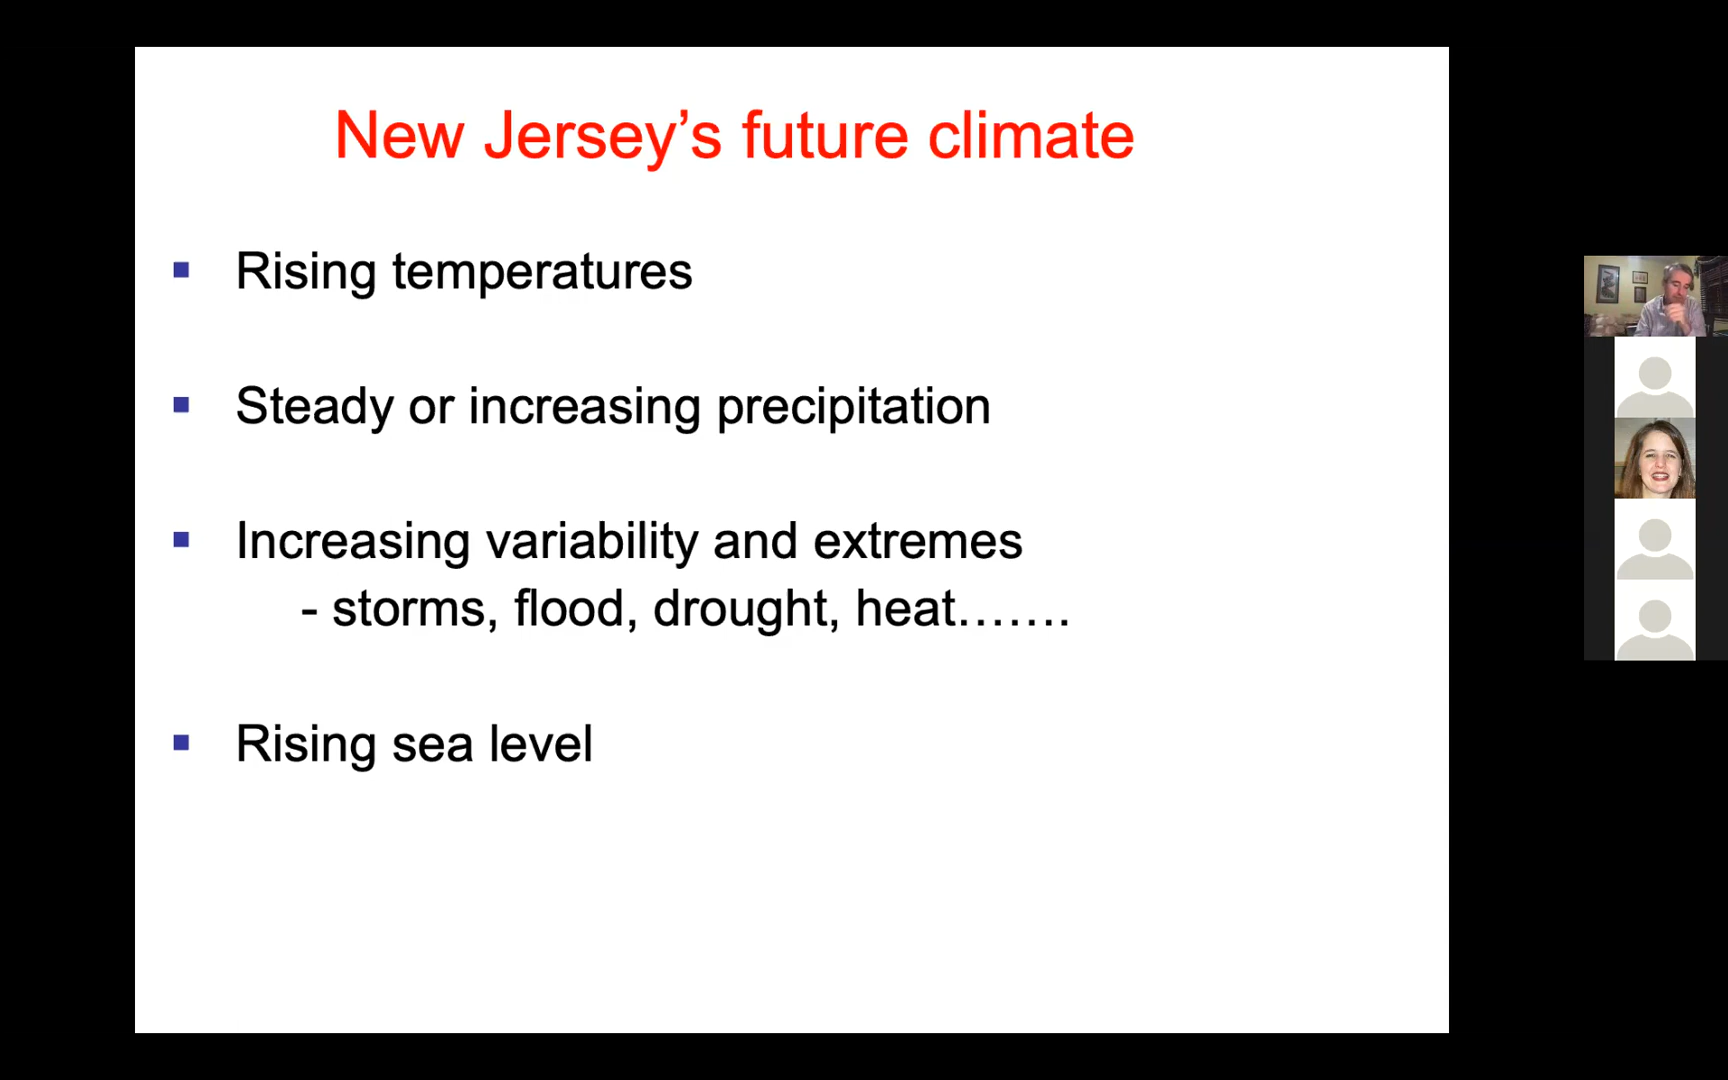 New Jersey’s future climate
▪ Rising temperatures
▪ Steady or increasing precipitation
▪ Increasing variability and extremes
- storms, flood, drought, heat…….
▪ Rising sea level